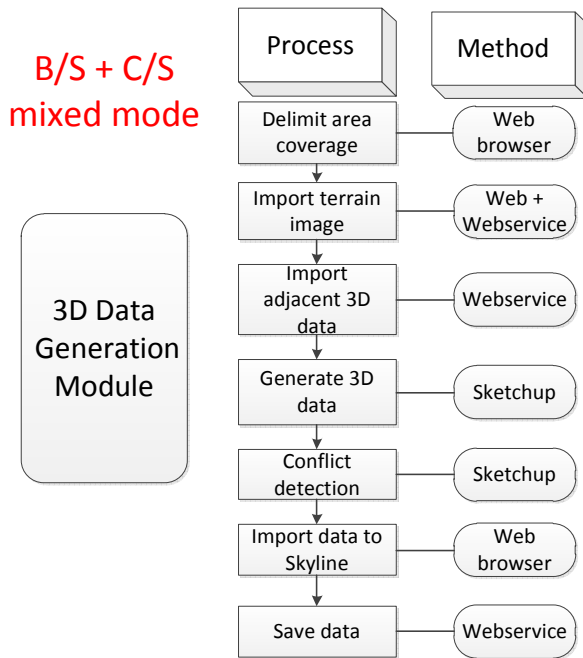 B/S + C/S
mixed mode
3D Data
Generation
Module
Process
Method
Delimit area
coverage
Web
browser
Import terrain
image
Web +
Webservice
Import
adjacent 3D
data
Webservice
Generate 3D
data
Sketchup
Conflict
detection
Sketchup
Import data to
Skyline
Web
browser
Save data
Webservice